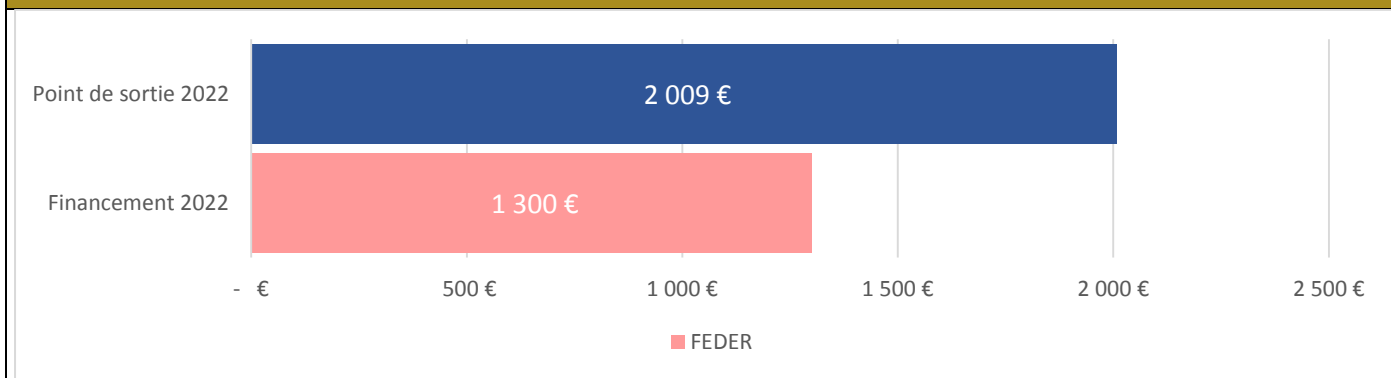 Point de sortie 2022
2 009 €
Financement 2022
1 300 €
- €
500 €
1 000 €
1 500 €
2 000 €
2 500 €
FEDER